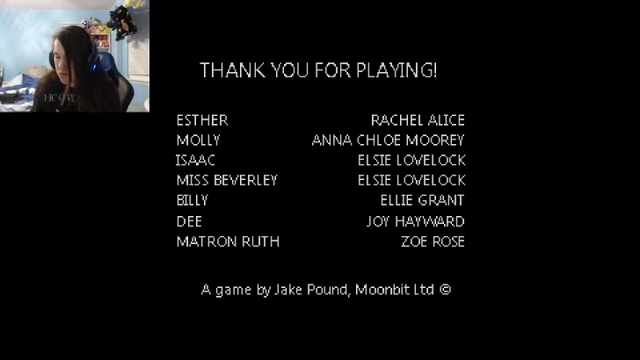 THANK YOU FOR PLAYING!
ESTHER RACHEL ALICE
MOLLY ANNA CHLOE MOOREY
ISAAC ELSIE LOVELOCK
MISS BEVERLEY ELSIE LOVELOCK
BILLY ELLIE GRANT
DEE JOY HAYWARD
MATRON RUTH ZOE ROSE
A game by Jake Pound, Moonbit Ltd ©